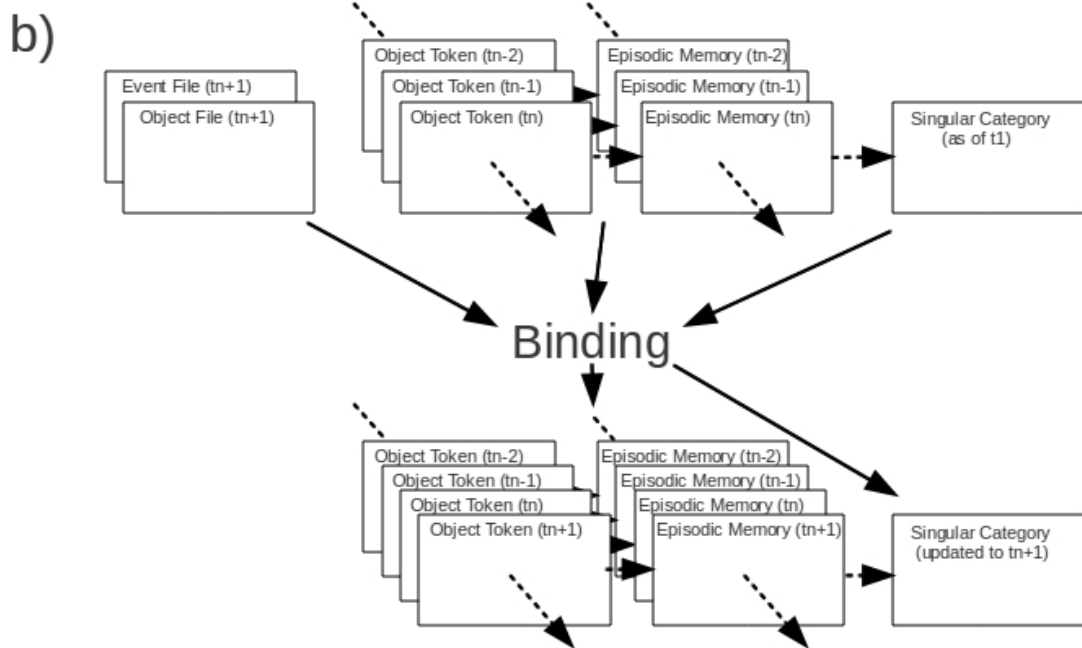 b)
Event File (tn+1)
Object File (tn+1)
Object Token (tn-2)
Object Token (tn-1)
Object Token (tn)
Episodic Memory (tn-2)
Episodic Memory (tn-1)
Episodic Memory (tn)
Singular Category
(as of t1)
Binding
Object Token (tn-2)
Object Token (tn-1)
Object Token (tn)
Object Token (tn+1)
Episodic Memory (tn-2)
Episodic Memory (tn-1)
Episodic Memory (tn)
Episodic Memory (tn+1)
Singular Category
(updated to tn+1)